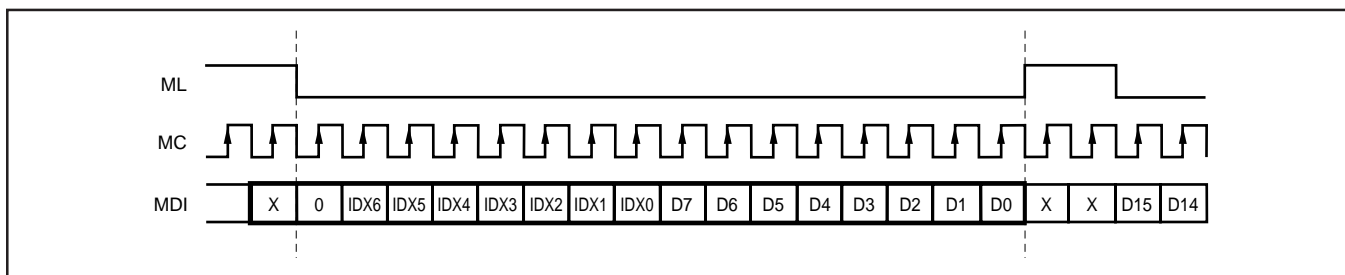 ML
MC
MDI X 0 IDX6 IDX5 IDX4 IDX3 IDX2 IDX1 IDX0 D7 D6 D5 D4 D3 D2 D1 D0 X X D15 D14